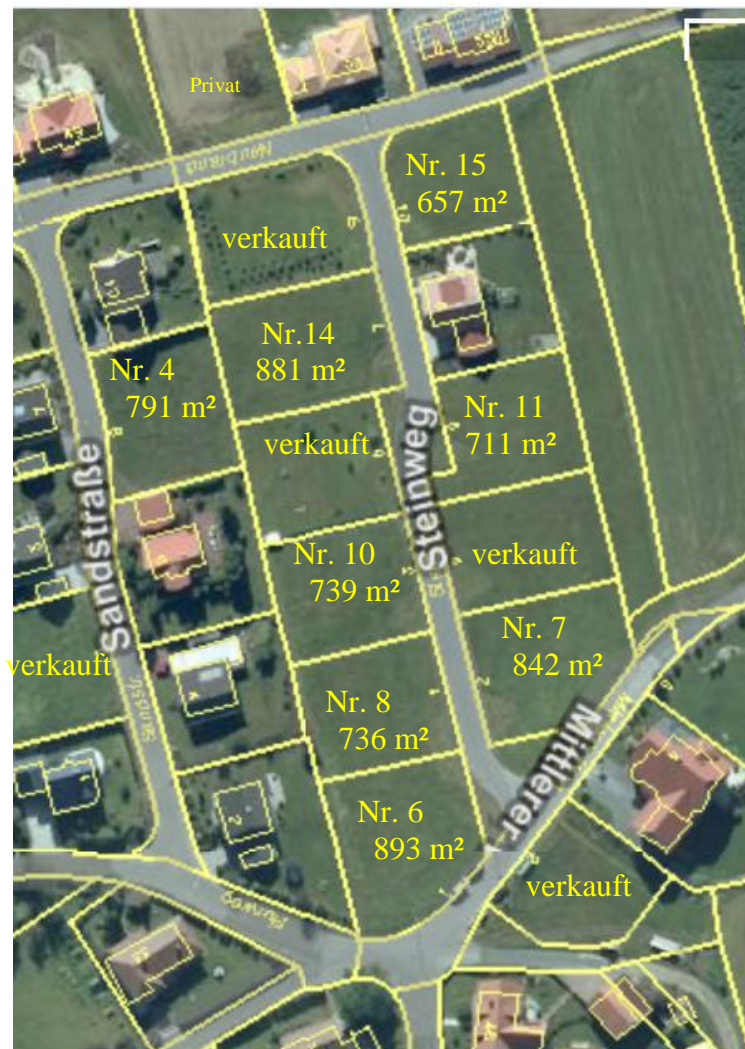 Privat
Neubrand
Nr. 15
657 m²
verkauft
Nr.14
881 m²
Nr. 4
791 m²
Nr. 11
711 m²
verkauft
Steinweg
Sandstraße
Nr. 10
739 m²
verkauft
Nr. 7
842 m²
verkauft
Nr. 8
736 m²
Sandstr.
Mittlerer
Nr. 6
893 m²
verkauft